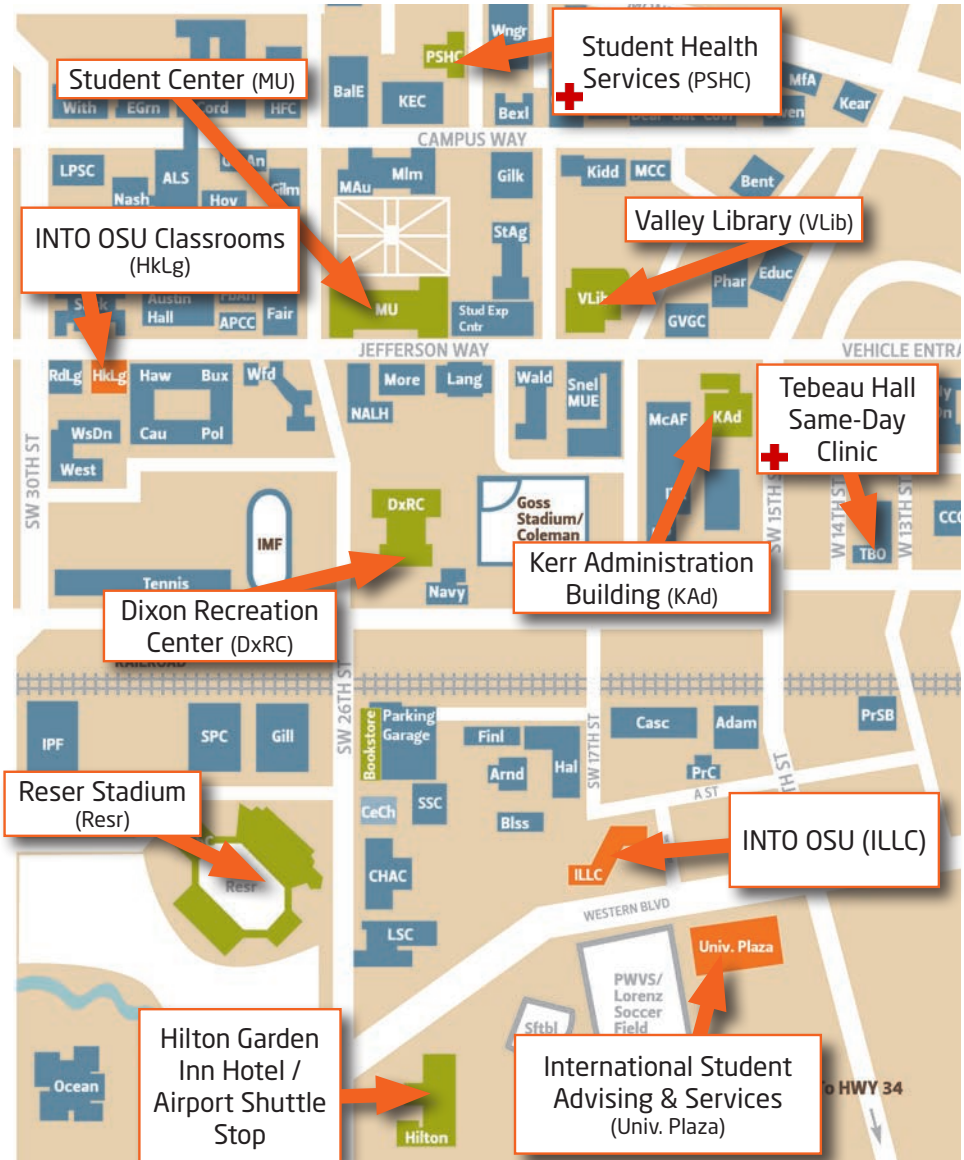 Wngr
PSHC
Student Health
Services (PSHC)
Student Center (MU)
BalE
KEC
Bexl
MfA
Kear
With
EGrn
Cord
HFC
CAMPUS WAY
LPSC
ALS
Nash
Hov
Gilm
MAu
Mlm
Gilk
Kidd
MCC
Bent
INTO OSU Classrooms
(HkLg)
StAg
Valley Library (VLib)
Phar
Educ
VLib
GVGC
Austin
Hall
APCC
Fair
MU
Stud Exp
Cntr
JEFFERSON WAY
VEHICLE ENTRA
RdLg
HkLg
Haw
Bux
Wfd
More
Lang
Wald
Snel
MUE
NALH
McAF
KAd
Tebeau Hall
Same-Day
Clinic
WsDn
Cau
Pol
West
SW 30TH ST
DxRC
Goss
Stadium/
Coleman
IMF
SW 15TH S
W 14TH ST
W 13TH ST
CCC
TBO
Tennis
Navy
Kerr Administration
Building (KAd)
Dixon Recreation
Center (DxRC)
RAILROAD
SW 26TH ST
IPF
SPC
Gill
Bookstore
Parking
Garage
Finl
Arnd
Hal
SW 17TH ST
Casc
Adam
PrSB
PrC
A ST
TH ST
Reser Stadium
(Resr)
CeCh
SSC
Blss
Resr
CHAC
ILLC
INTO OSU (ILLC)
WESTERN BLVD
LSC
Univ. Plaza
PWVS/
Lorenz
Soccer
Field
Sftbl
Hilton Garden
Inn Hotel /
Airport Shuttle
Stop
Ocean
Hilton
International Student
Advising & Services
(Univ. Plaza)
o HWY 34